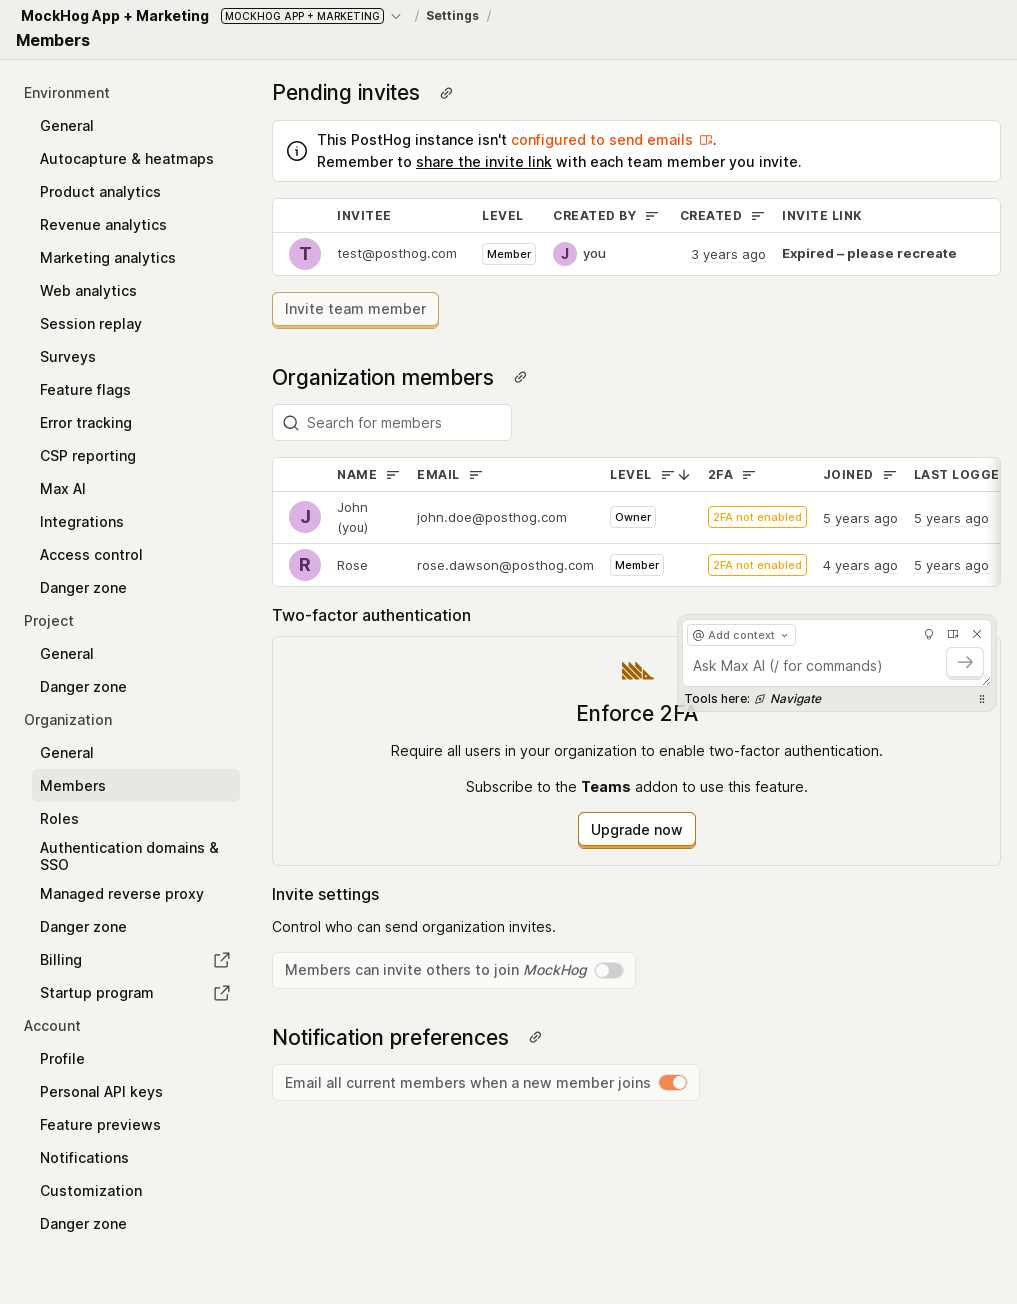 MockHog App + Marketing MOCKHOG APP + MARKETING / Settings /
Members
Environment
General
Autocapture & heatmaps
Product analytics
Revenue analytics
Marketing analytics
Web analytics
Session replay
Surveys
Feature flags
Error tracking
CSP reporting
Max AI
Integrations
Access control
Danger zone
Project
General
Danger zone
Organization
General
Members
Roles
Authentication domains &
SSO
Managed reverse proxy
Danger zone
Billing
Startup program
Account
Profile
Personal API keys
Feature previews
Notifications
Customization
Danger zone
Pending invites
This PostHog instance isn't configured to send emails.
Remember to share the invite link with each team member you invite.
INVITEE LEVEL CREATED BY CREATED INVITE LINK
T test@posthog.com Member J you 3 years ago Expired – please recreate
Invite team member
Organization members
Search for members
NAME EMAIL LEVEL 2FA JOINED LAST LOGGE
J John (you) john.doe@posthog.com Owner 2FA not enabled 5 years ago 5 years ago
R Rose rose.dawson@posthog.com Member 2FA not enabled 4 years ago 5 years ago
Two-factor authentication
@ Add context
Ask Max AI (/ for commands)
Tools here: Navigate
Enforce 2FA
Require all users in your organization to enable two-factor authentication.
Subscribe to the Teams addon to use this feature.
Upgrade now
Invite settings
Control who can send organization invites.
Members can invite others to join MockHog
Notification preferences
Email all current members when a new member joins